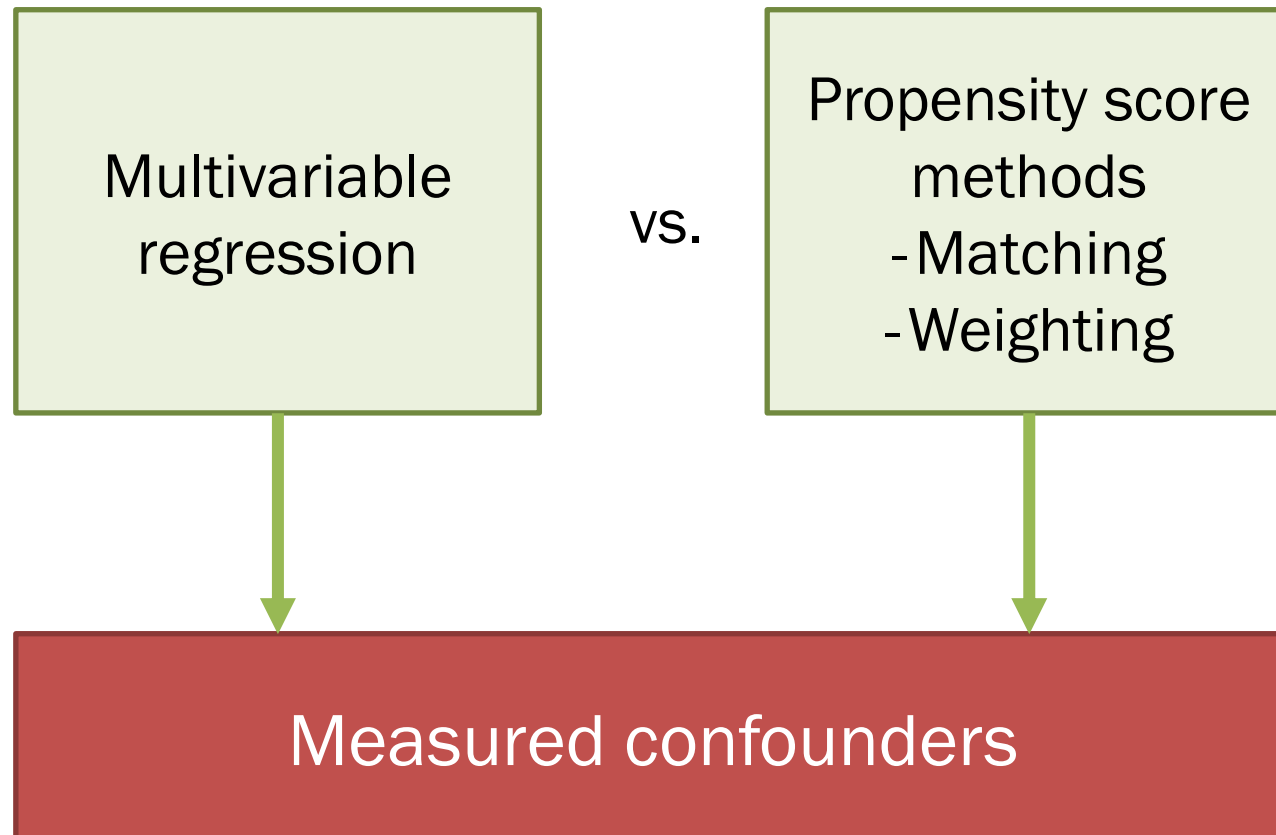 Multivariable
regression
vs.
Propensity score
methods
-Matching
-Weighting
Measured confounders